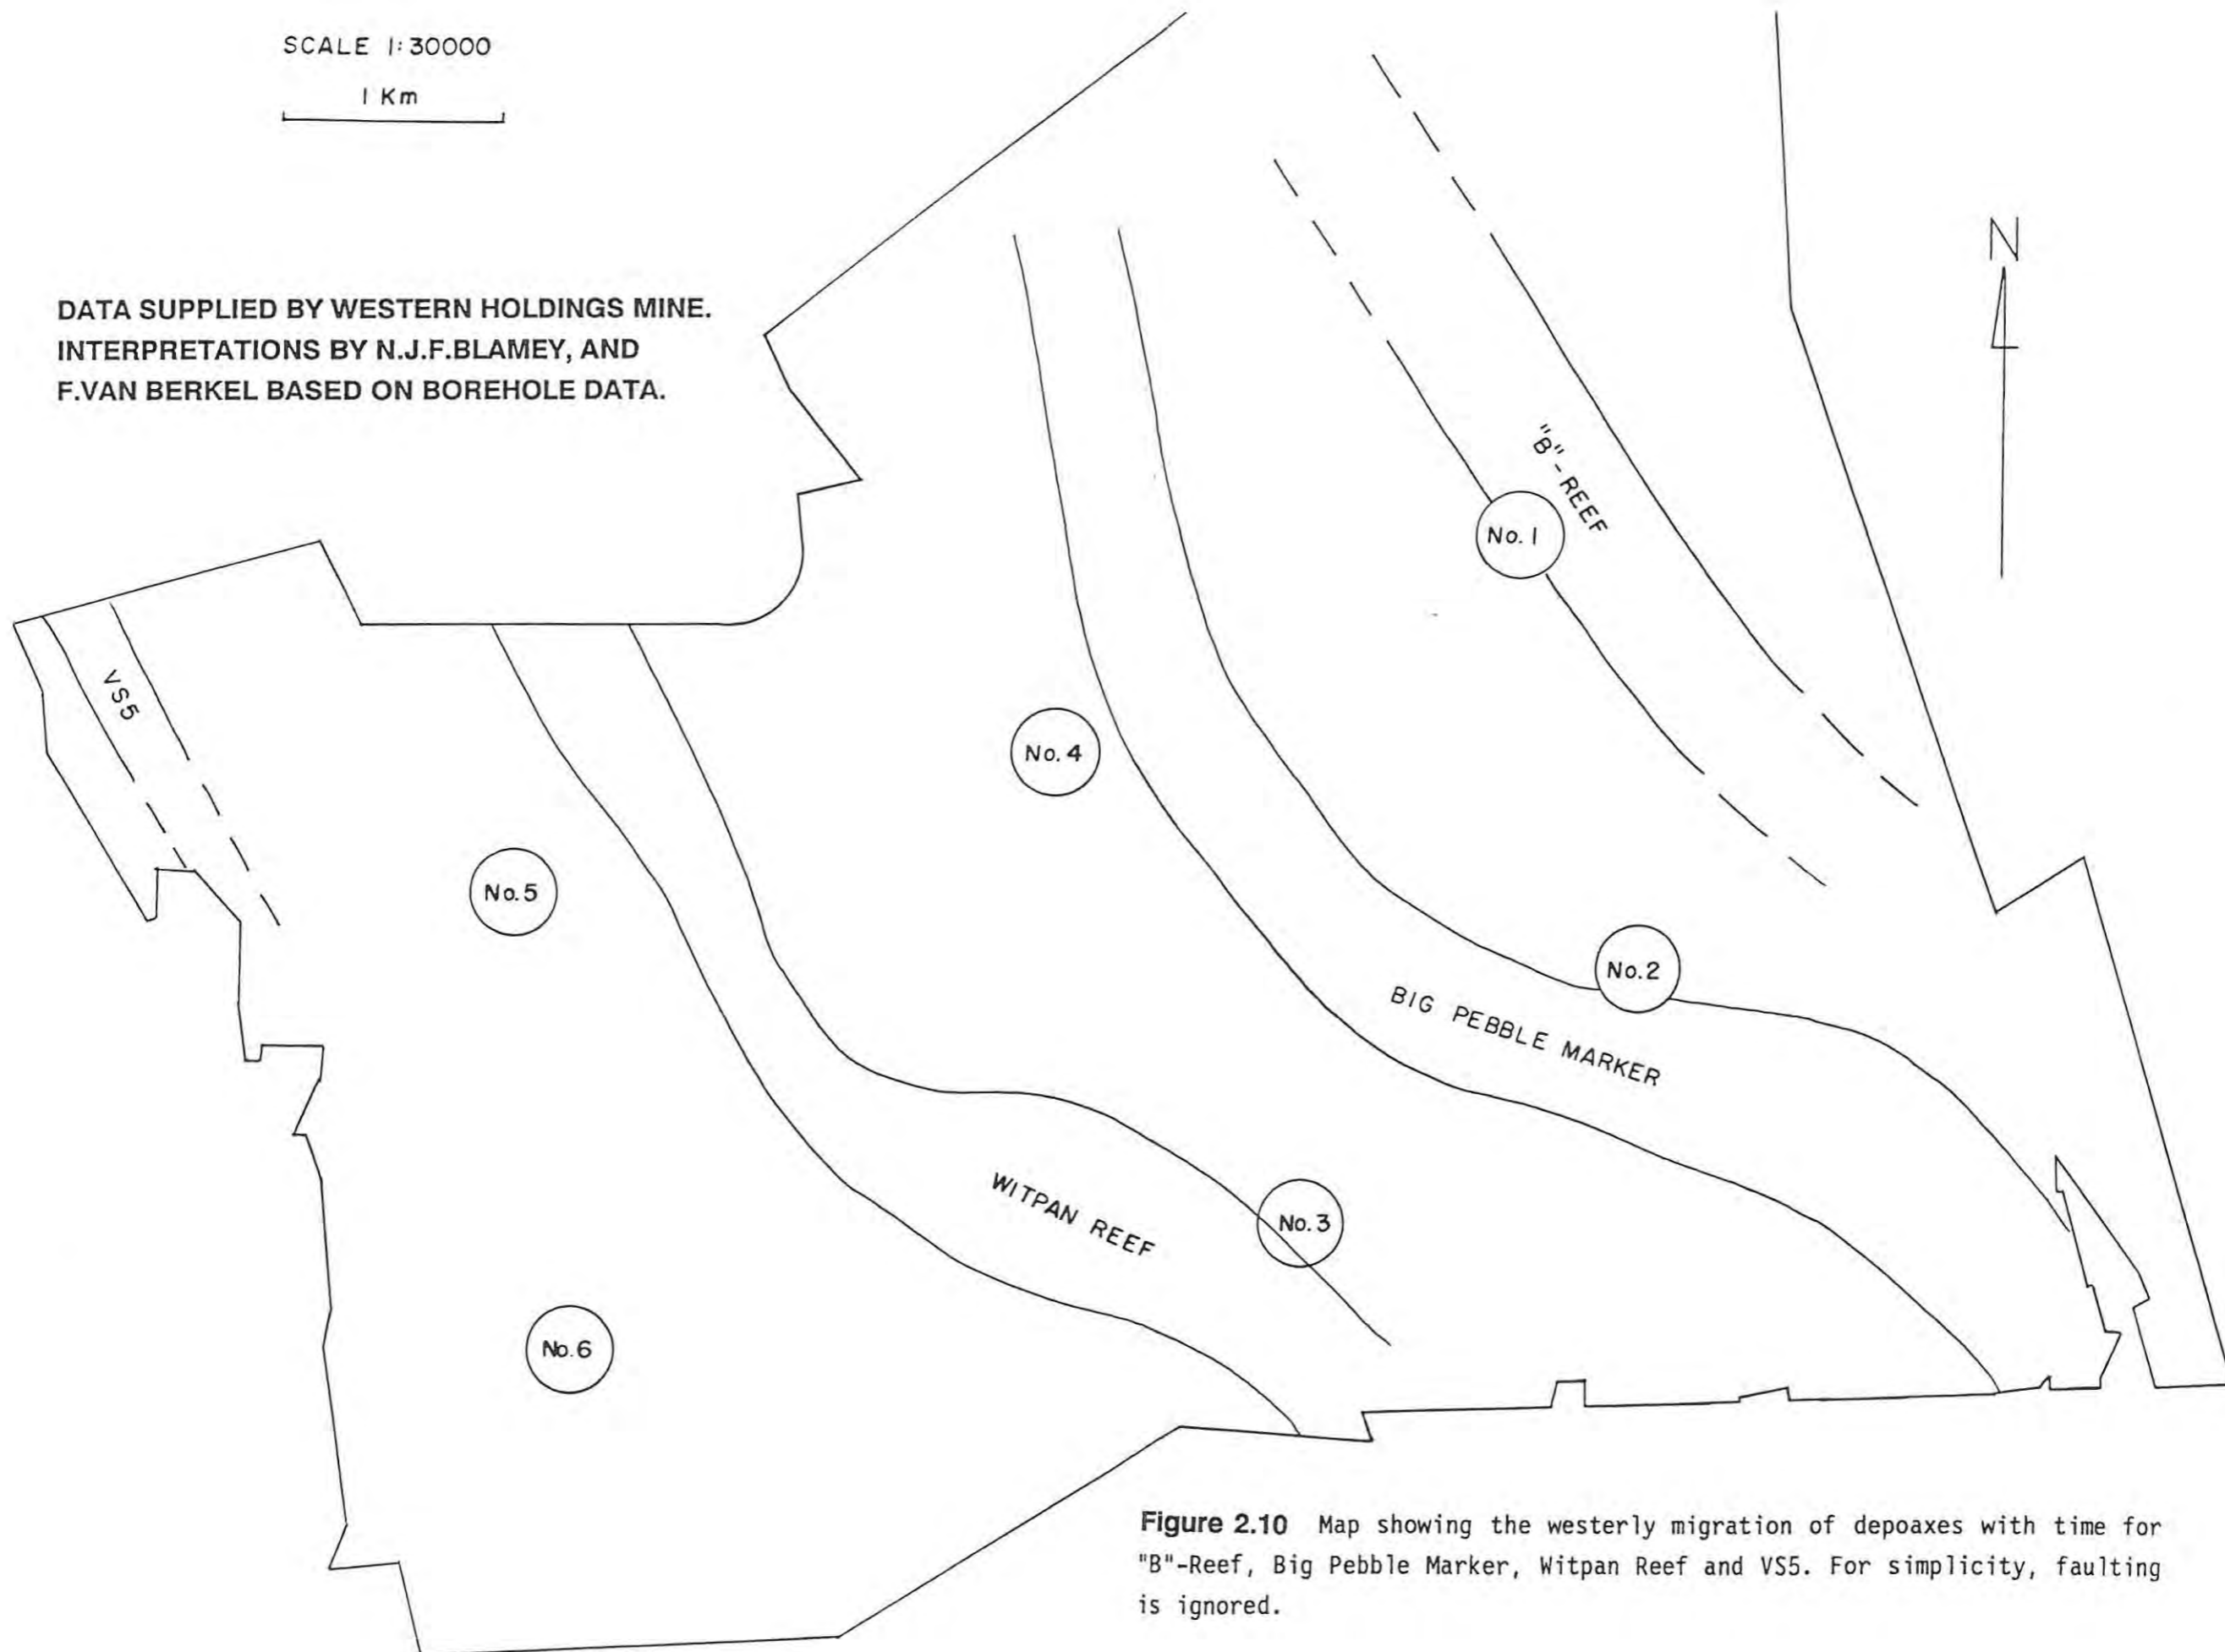 SCALE 1:30000
1 Km
DATA SUPPLIED BY WESTERN HOLDINGS MINE.
INTERPRETATIONS BY N.J.F.BLAMEY, AND
F.VAN BERKEL BASED ON BOREHOLE DATA.
N
"B"-REEF
No.1
VS5
No.4
No.5
No.2
BIG PEBBLE MARKER
WITPAN REEF
No.3
No.6
Figure 2.10 Map showing the westerly migration of depoaxes with time for
"B"-Reef, Big Pebble Marker, Witpan Reef and VS5. For simplicity, faulting
is ignored.